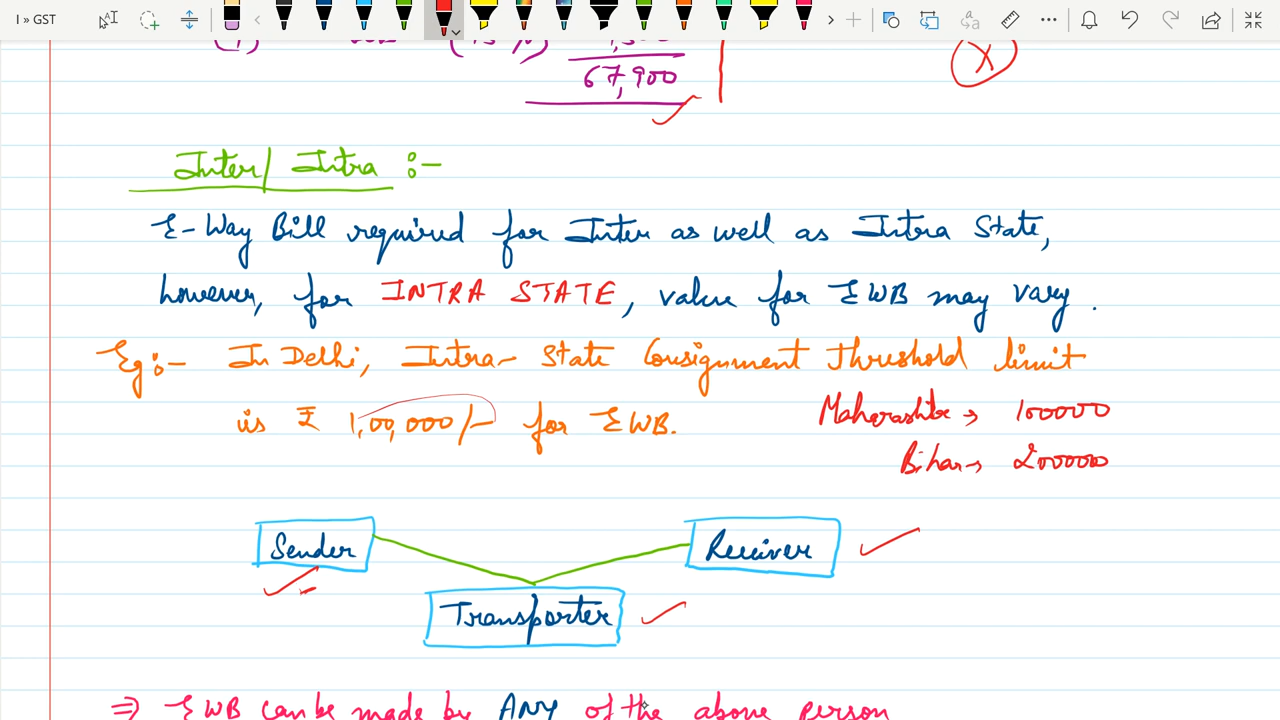 I » GST
67,900
Inter/ Intra :-
E-Way Bill required for Inter as well as Intra State,
however, for INTRA STATE, value for EWB may vary.
Eg:- In Delhi, Intra-State Consignment Threshold limit
is ₹ 1,00,000/- for EWB.
Maharashtra → 100000
Bihar → 200000
Sender
Receiver
Transporter
⇒ EWB can be made by ANY of the above person